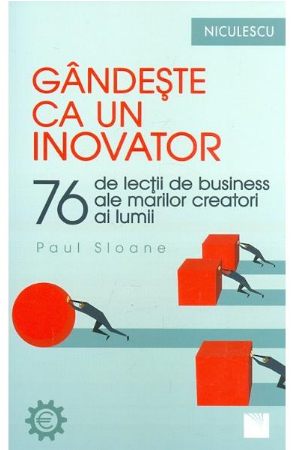 NICULESCU
GÂNDEȘTE
CA UN
INOVATOR
76 de lecții de business
ale marilor creatori
ai lumii
Paul Sloane